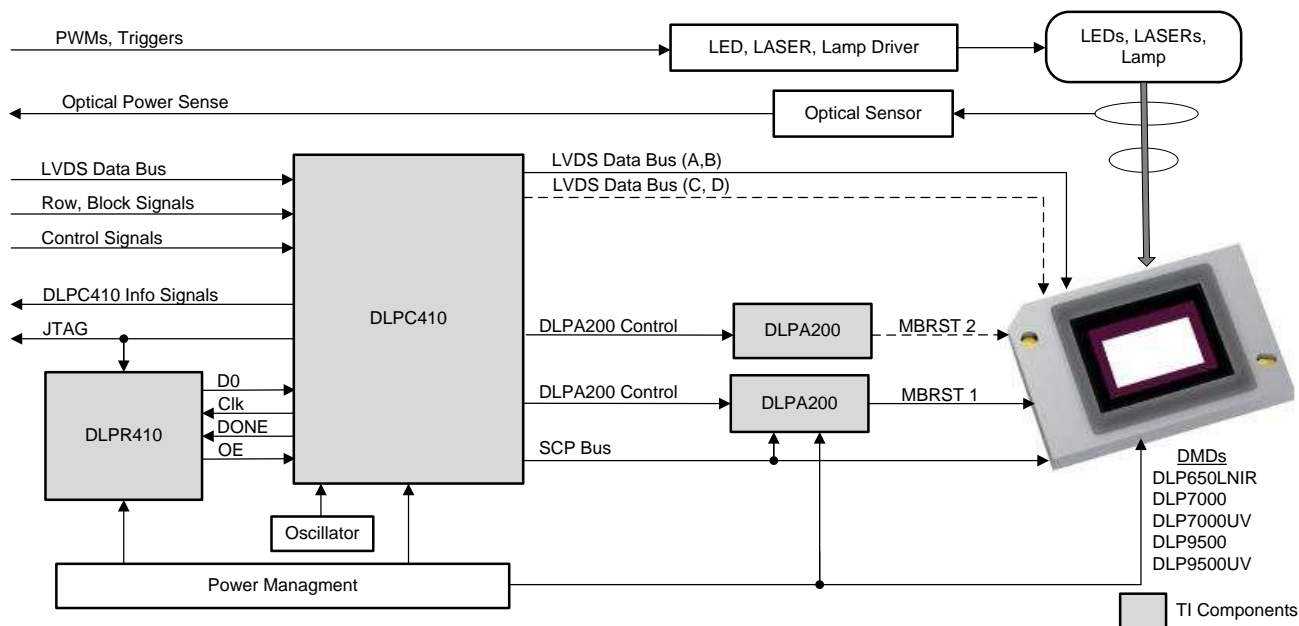 PWMs, Triggers
LED, LASER, Lamp Driver
LEDs, LASERs,
Lamp
Optical Power Sense
Optical Sensor
LVDS Data Bus
Row, Block Signals
Control Signals
DLPC410 Info Signals
JTAG
DLPC410
LVDS Data Bus (A,B)
LVDS Data Bus (C, D)
DLPA200 Control
DLPA200
MBRST 2
DLPA200 Control
DLPA200
MBRST 1
SCP Bus
DLPR410
D0
Clk
DONE
OE
Oscillator
Power Managment
DMDs
DLP650LNIR
DLP7000
DLP7000UV
DLP9500
DLP9500UV
TI Components